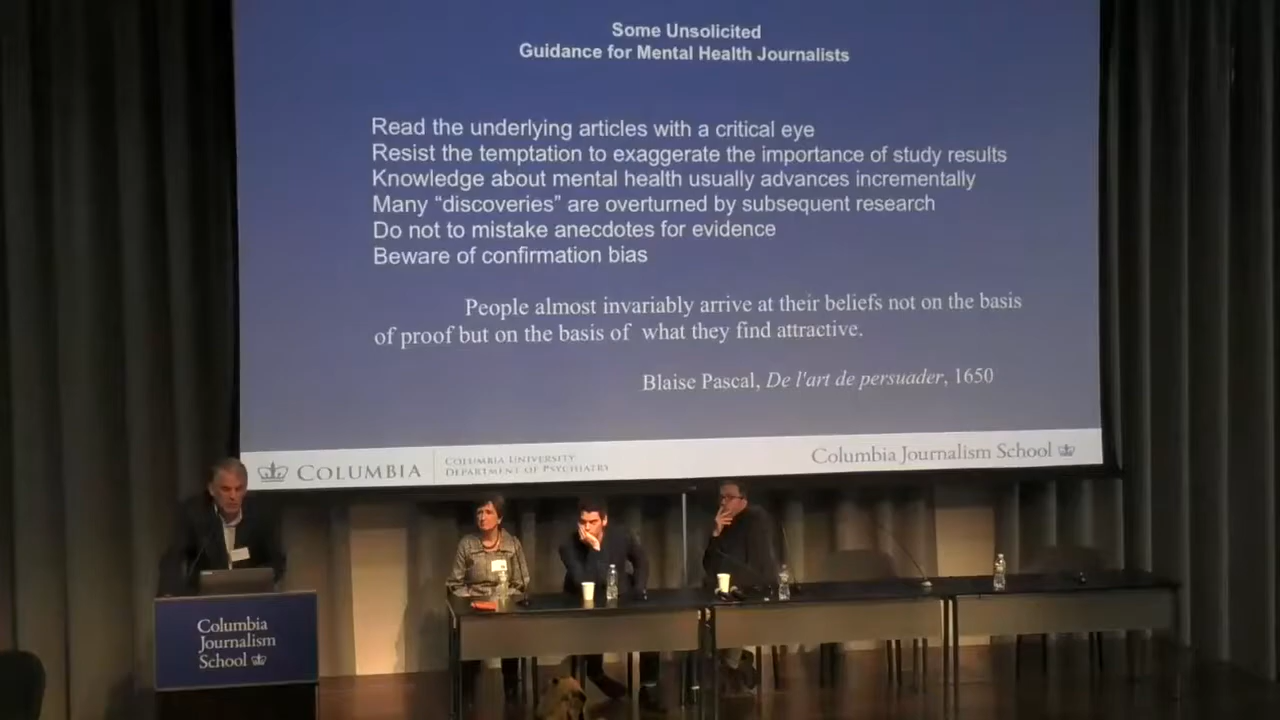 Some Unsolicited
Guidance for Mental Health Journalists
Read the underlying articles with a critical eye
Resist the temptation to exaggerate the importance of study results
Knowledge about mental health usually advances incrementally
Many “discoveries” are overturned by subsequent research
Do not to mistake anecdotes for evidence
Beware of confirmation bias
People almost invariably arrive at their beliefs not on the basis
of proof but on the basis of what they find attractive.
Blaise Pascal, De l'art de persuader, 1650
COLUMBIA
COLUMBIA UNIVERSITY
DEPARTMENT OF PSYCHIATRY
Columbia Journalism School
Columbia
Journalism
School